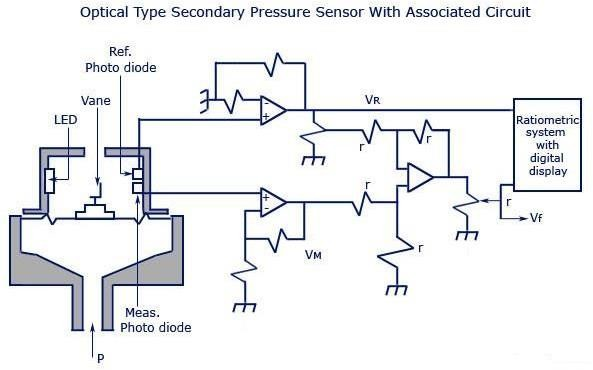 Optical Type Secondary Pressure Sensor With Associated Circuit
Ref.
Photo diode
Vane
LED
VR
Ratiometric
system
with
digital
display
-
+
r
r
+
-
r
r
r
Vf
VM
Meas.
Photo diode
P